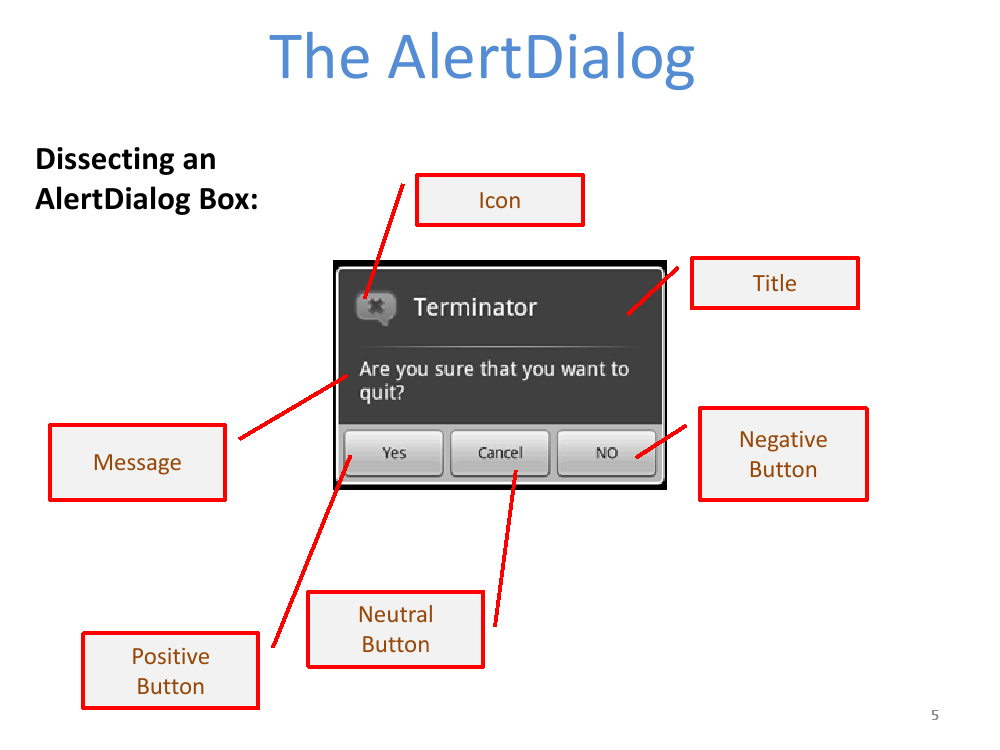 The AlertDialog
Dissecting an
AlertDialog Box:
Icon
Title
Terminator
Are you sure that you want to
quit?
Message
Negative
Button
Yes
Cancel
NO
Neutral
Button
Positive
Button
5